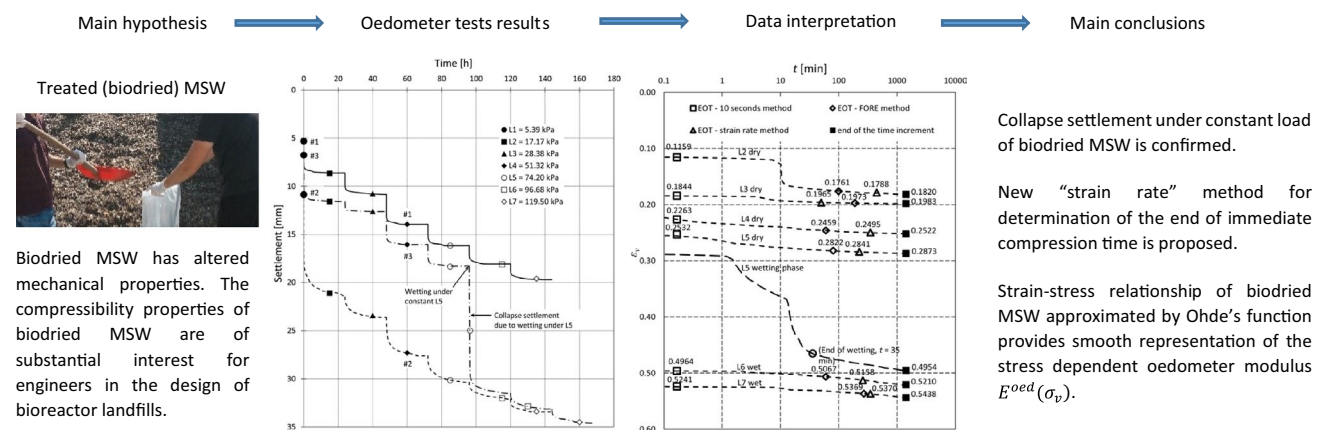 Main hypothesis
Oedometer tests results
Data interpretation
Main conclusions
Treated (biodried) MSW
Biodried MSW has altered
mechanical properties. The
compressibility properties of
biodried MSW are of
substantial interest for
engineers in the design of
bioreactor landfills.
Time [h]
0 20 40 60 80 100 120 140 160 180
Settlement [mm]
0
5
10
15
20
25
30
35
#1
#3
#2
#1
#3
#2
L1 = 5.39 kPa
L2 = 17.17 kPa
L3 = 28.38 kPa
L4 = 51.32 kPa
L5 = 74.20 kPa
L6 = 96.68 kPa
L7 = 119.50 kPa
Wetting under
constant L5
Collapse settlement
due to wetting under L5
t [min]
0.1 1 10 100 1000 10000
εv
0.00
0.10
0.20
0.30
0.40
0.50
0.60
EOT - 10 seconds method
EOT - FORE method
EOT - strain rate method
end of the time increment
0.1159
L2 dry
0.1761
0.1788
0.1820
0.1844
L3 dry
0.1965
0.1973
0.1983
0.2263
L4 dry
0.2459
0.2495
0.2522
0.2532
L5 dry
0.2822
0.2841
0.2873
L5 wetting phase
(End of wetting, t = 35
min)
0.4954
0.4964
L6 wet
0.5067
0.5158
0.5210
0.5241
L7 wet
0.5369
0.5370
0.5438
Collapse settlement under constant load
of biodried MSW is confirmed.
New “strain rate” method for
determination of the end of immediate
compression time is proposed.
Strain-stress relationship of biodried
MSW approximated by Ohde’s function
provides smooth representation of the
stress dependent oedometer modulus
E^oed(σv).